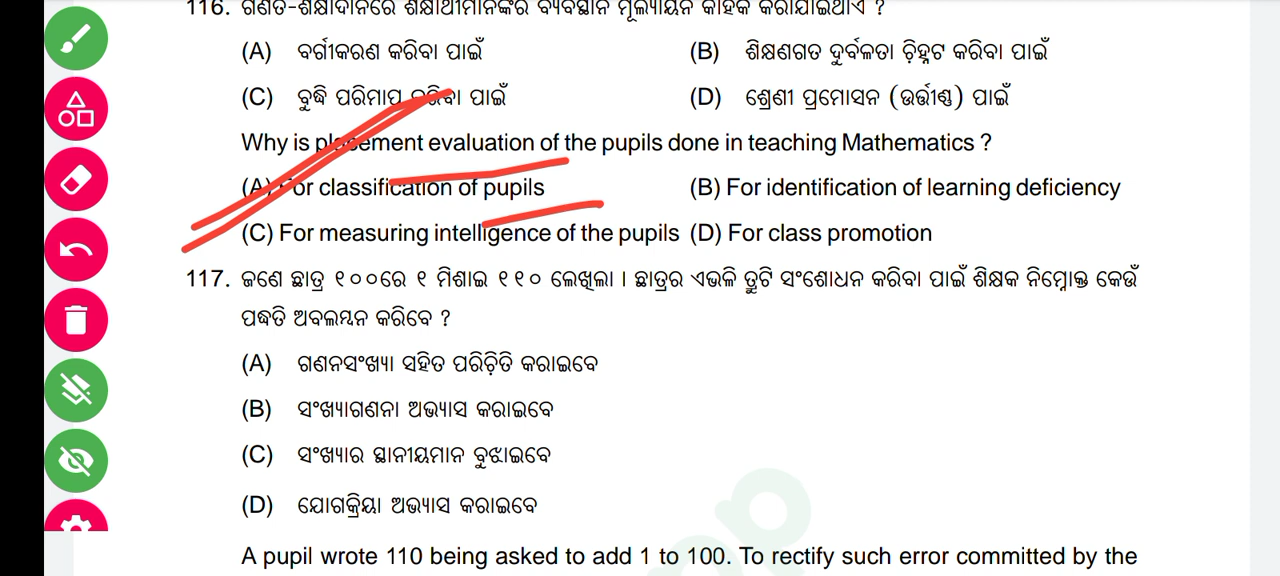 116. ଗଣିତ-ଶିକ୍ଷାଦାନରେ ଶିକ୍ଷାର୍ଥୀମାନଙ୍କର ବ୍ୟବସ୍ଥାନ ମୂଲ୍ୟାୟନ କାହିଁକି କରାଯାଇଥାଏ ?
(A) ବର୍ଗୀକରଣ କରିବା ପାଇଁ (B) ଶିକ୍ଷଣଗତ ଦୁର୍ବଳତା ଚିହ୍ନଟ କରିବା ପାଇଁ
(C) ବୁଦ୍ଧି ପରିମାପ କରିବା ପାଇଁ (D) ଶ୍ରେଣୀ ପ୍ରମୋସନ (ଉର୍ତ୍ତୀଣ୍ଣ) ପାଇଁ
Why is placement evaluation of the pupils done in teaching Mathematics ?
(A) For classification of pupils (B) For identification of learning deficiency
(C) For measuring intelligence of the pupils (D) For class promotion
117. ଜଣେ ଛାତ୍ର ୧୦୦ରେ ୧ ମିଶାଇ ୧୧୦ ଲେଖିଲା । ଛାତ୍ରର ଏଭଳି ତ୍ରୁଟି ସଂଶୋଧନ କରିବା ପାଇଁ ଶିକ୍ଷକ ନିମ୍ନୋକ୍ତ କେଉଁ
ପଦ୍ଧତି ଅବଲମ୍ବନ କରିବେ ?
(A) ଗଣନସଂଖ୍ୟା ସହିତ ପରିଚିତି କରାଇବେ
(B) ସଂଖ୍ୟାଗଣନା ଅଭ୍ୟାସ କରାଇବେ
(C) ସଂଖ୍ୟାର ସ୍ଥାନୀୟମାନ ବୁଝାଇବେ
(D) ଯୋଗକ୍ରିୟା ଅଭ୍ୟାସ କରାଇବେ
A pupil wrote 110 being asked to add 1 to 100. To rectify such error committed by the